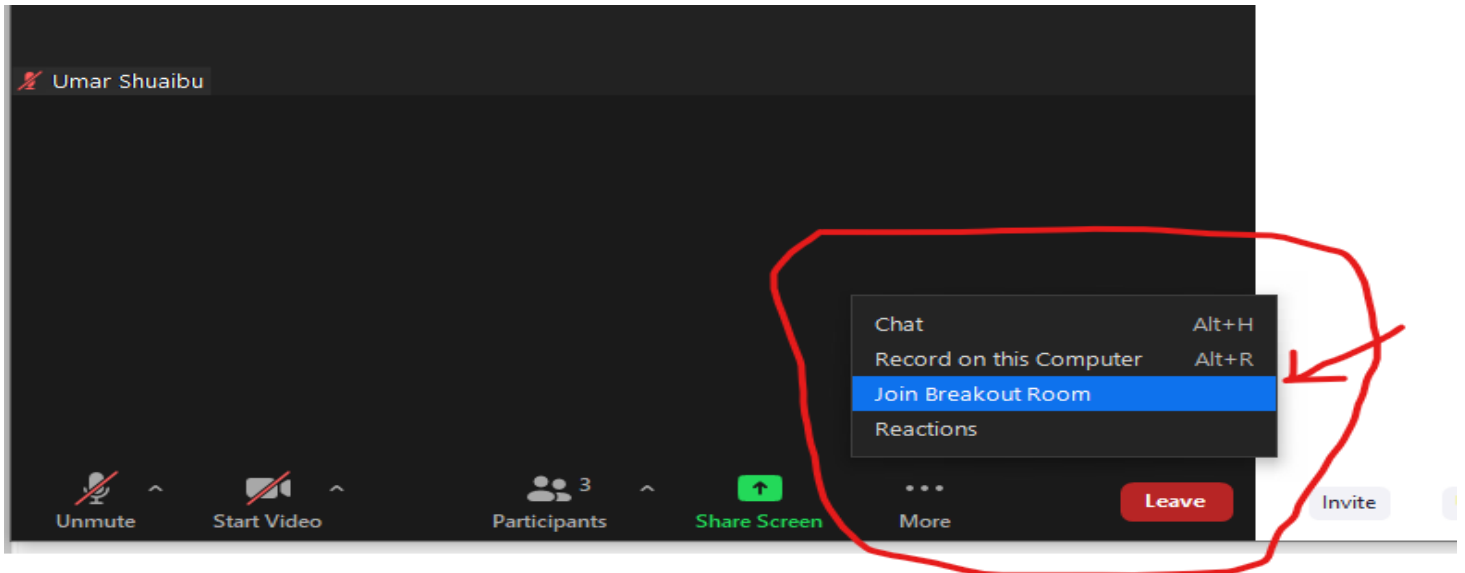 Umar Shuaibu
Chat Alt+H
Record on this Computer Alt+R
Join Breakout Room
Reactions
3
Unmute Start Video Participants Share Screen More Leave Invite